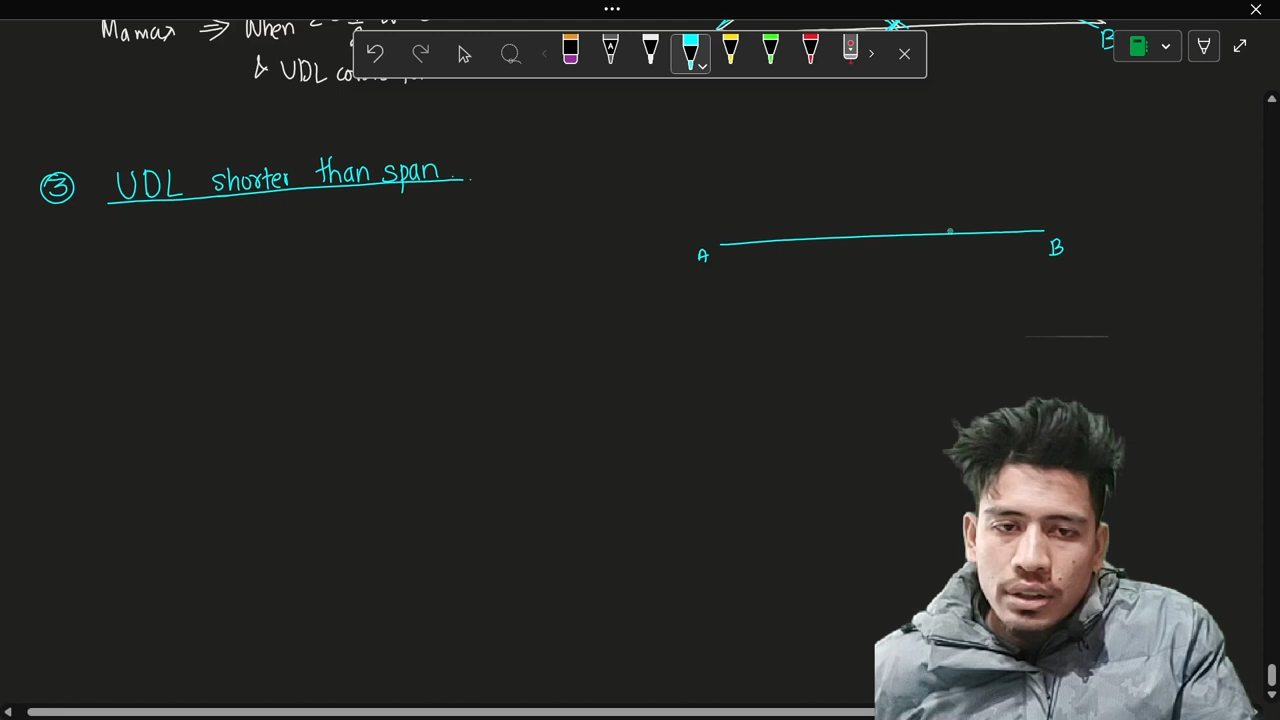 Mamax ⇒ When
& UDL
B
③ UDL shorter than span..
A B